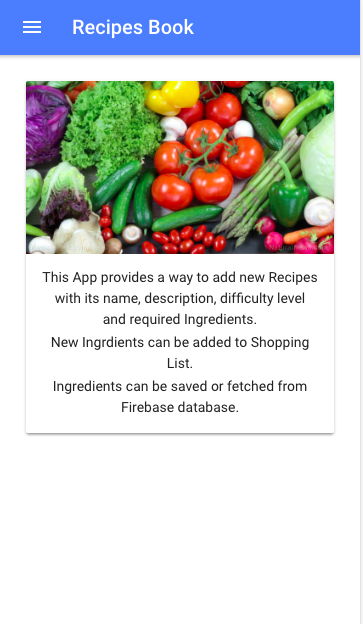 Recipes Book
This App provides a way to add new Recipes
with its name, description, difficulty level
and required Ingredients.
New Ingrdients can be added to Shopping
List.
Ingredients can be saved or fetched from
Firebase database.